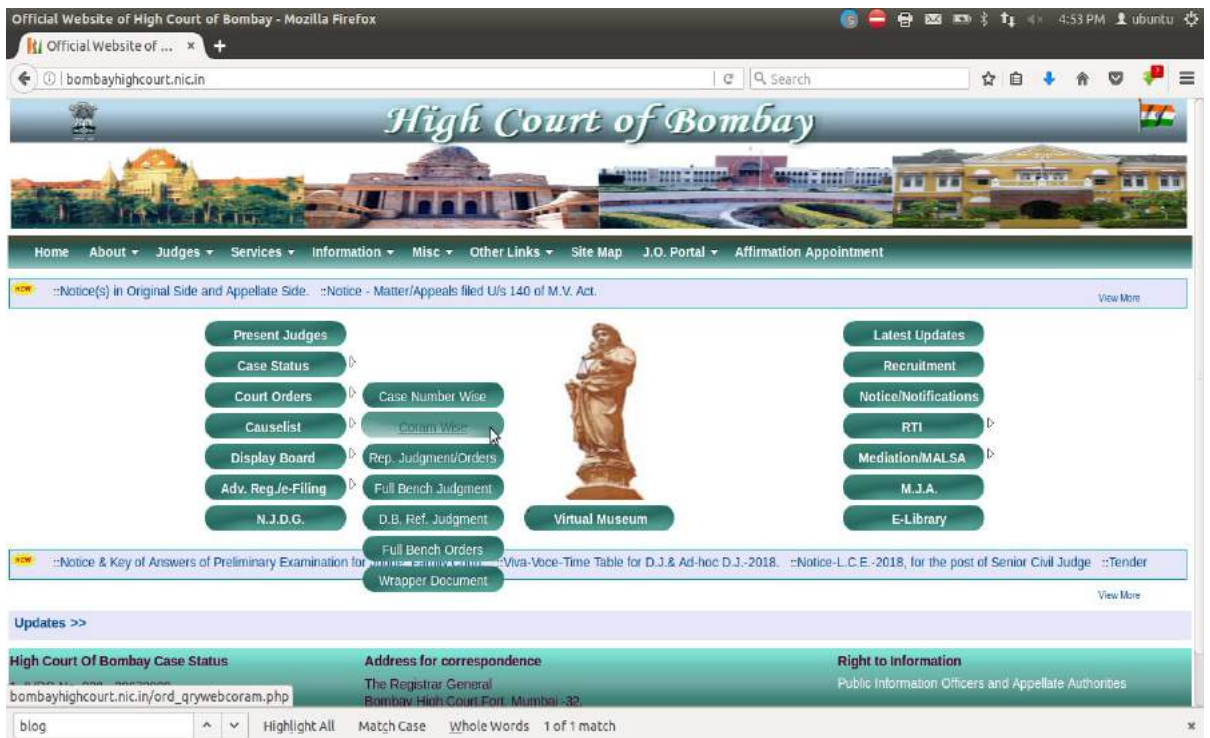 Official Website of High Court of Bombay - Mozilla Firefox
4:53 PM ubuntu
Official Website of ... × +
bombayhighcourt.nic.in
Search
2
High Court of Bombay
Home About Judges Services Information Misc Other Links Site Map J.O. Portal Affirmation Appointment
NEW ::Notice(s) in Original Side and Appellate Side. ::Notice - Matter/Appeals filed U/s 140 of M.V. Act.
View More
Present Judges
Case Status
Court Orders
Causelist
Display Board
Adv. Reg./e-Filing
N.J.D.G.
Case Number Wise
Coram Wise
Rep. Judgment/Orders
Full Bench Judgment
D.B. Ref. Judgment
Full Bench Orders
Wrapper Document
Virtual Museum
Latest Updates
Recruitment
Notice/Notifications
RTI
Mediation/MALSA
M.J.A.
E-Library
NEW ::Notice & Key of Answers of Preliminary Examination for ::Viva-Voce-Time Table for D.J.& Ad-hoc D.J.-2018. ::Notice-L.C.E.-2018, for the post of Senior Civil Judge ::Tender
View More
Updates >>
High Court Of Bombay Case Status
Address for correspondence
The Registrar General
Bombay High Court Fort, Mumbai -32.
Right to Information
Public Information Officers and Appellate Authorities
bombayhighcourt.nic.in/ord_qrywebcoram.php
blog Highlight All Match Case Whole Words 1 of 1 match